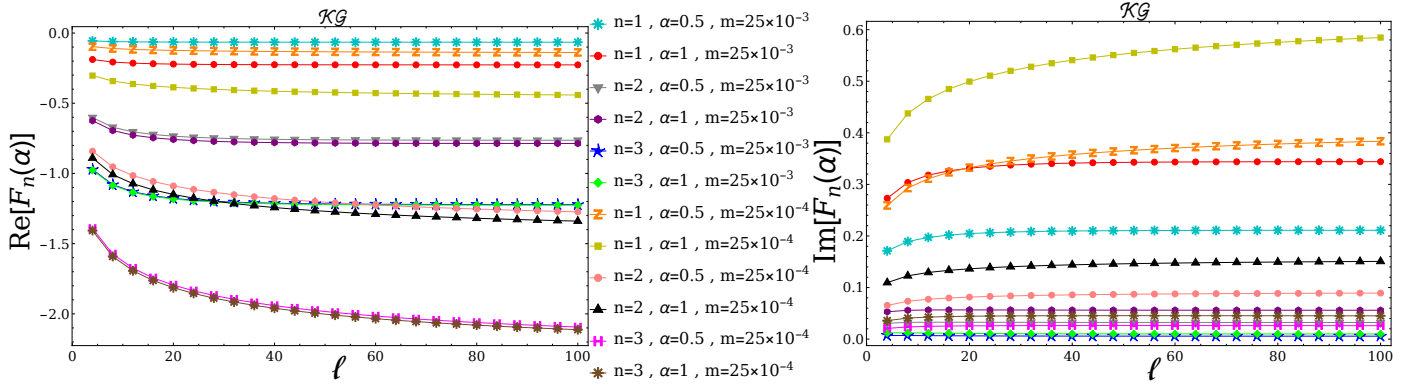 𝒦𝒢
0.0
−0.5
−1.0
−1.5
−2.0
Re[Fₙ(α)]
0 20 40 60 80 100
ℓ
n=1 , α=0.5 , m=25×10⁻³
n=1 , α=1 , m=25×10⁻³
n=2 , α=0.5 , m=25×10⁻³
n=2 , α=1 , m=25×10⁻³
n=3 , α=0.5 , m=25×10⁻³
n=3 , α=1 , m=25×10⁻³
n=1 , α=0.5 , m=25×10⁻⁴
n=1 , α=1 , m=25×10⁻⁴
n=2 , α=0.5 , m=25×10⁻⁴
n=2 , α=1 , m=25×10⁻⁴
n=3 , α=0.5 , m=25×10⁻⁴
n=3 , α=1 , m=25×10⁻⁴
𝒦𝒢
0.6
0.5
0.4
0.3
0.2
0.1
0.0
Im[Fₙ(α)]
0 20 40 60 80 100
ℓ